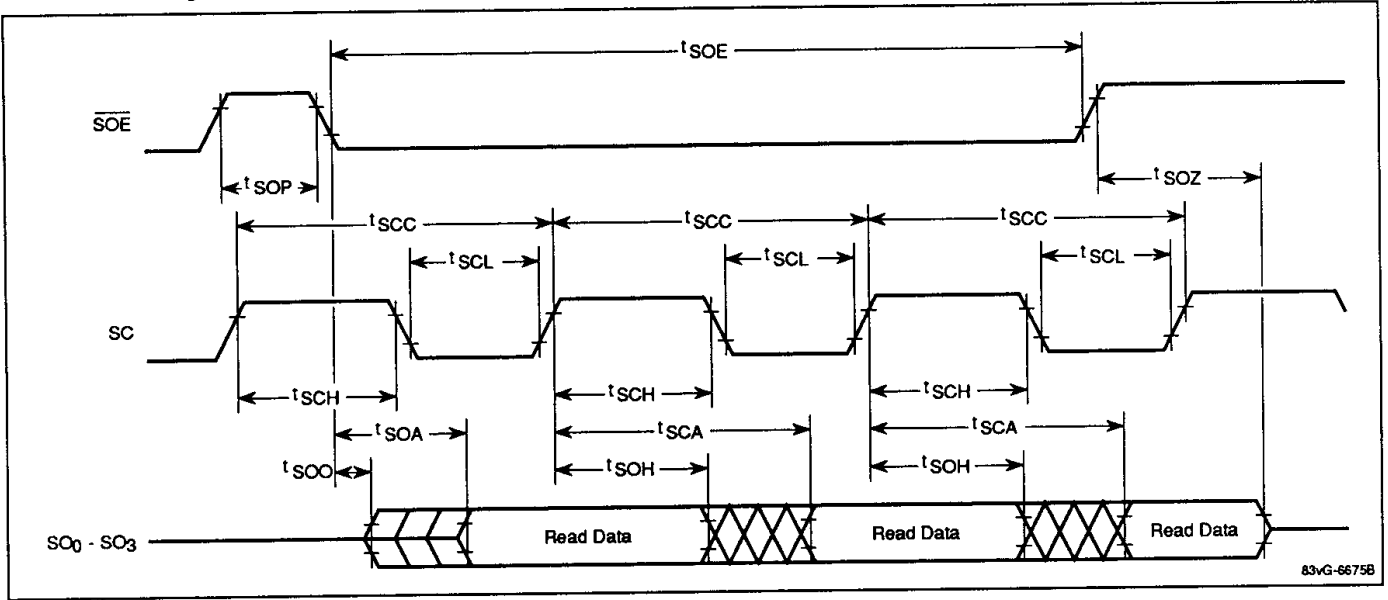 tSOE
SOE
tSOP
tSOZ
tSCC
tSCC
tSCC
tSCL
tSCL
tSCL
SC
tSCH
tSCH
tSCH
tSOA
tSCA
tSCA
tSOO
tSOH
tSOH
SO0 - SO3
Read Data
Read Data
Read Data
83vG-6675B